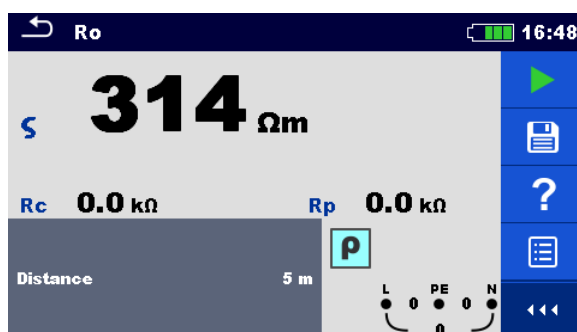 Ro 16:48
ς 314 Ωm
Rc 0.0 kΩ Rp 0.0 kΩ
?
ρ
Distance 5 m
L PE N
0 0
0